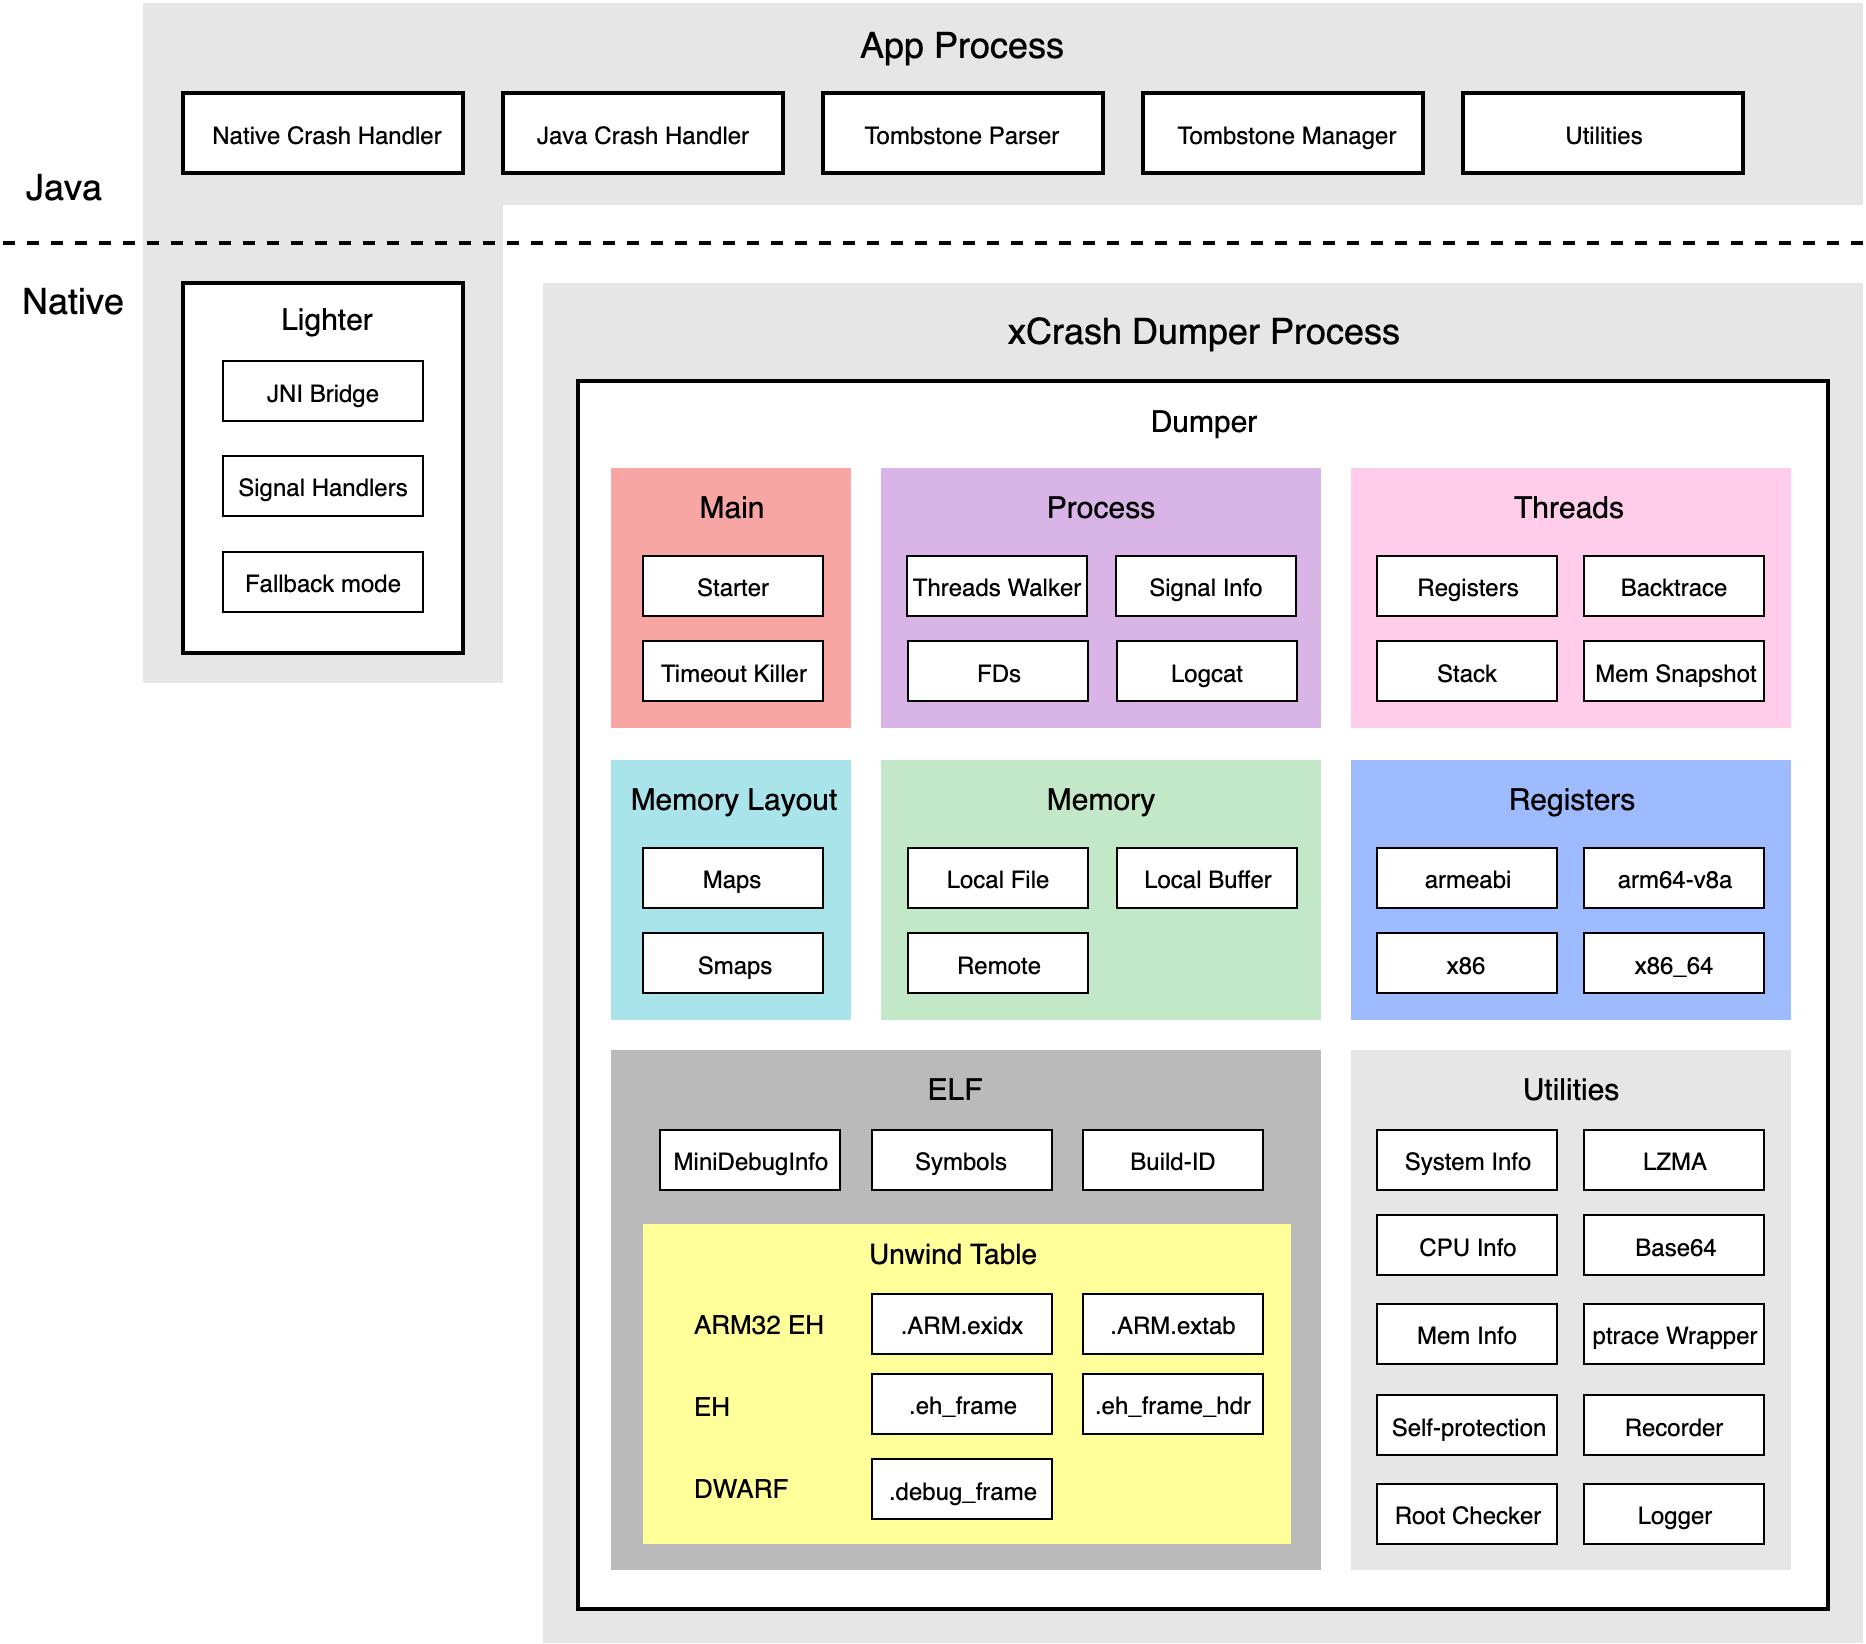 App Process
Native Crash Handler
Java Crash Handler
Tombstone Parser
Tombstone Manager
Utilities
Java
Native
Lighter
JNI Bridge
Signal Handlers
Fallback mode
xCrash Dumper Process
Dumper
Main
Starter
Timeout Killer
Process
Threads Walker
Signal Info
FDs
Logcat
Threads
Registers
Backtrace
Stack
Mem Snapshot
Memory Layout
Maps
Smaps
Memory
Local File
Local Buffer
Remote
Registers
armeabi
arm64-v8a
x86
x86_64
ELF
MiniDebugInfo
Symbols
Build-ID
Unwind Table
ARM32 EH
.ARM.exidx
.ARM.extab
EH
.eh_frame
.eh_frame_hdr
DWARF
.debug_frame
Utilities
System Info
LZMA
CPU Info
Base64
Mem Info
ptrace Wrapper
Self-protection
Recorder
Root Checker
Logger